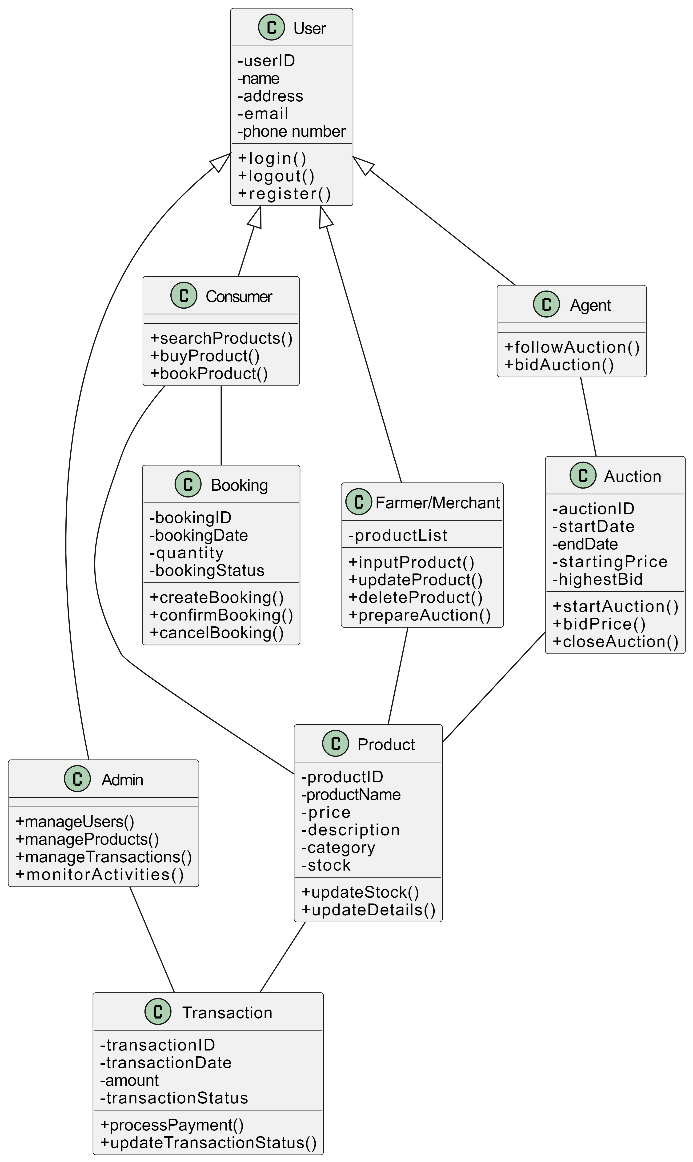 C User
-userID
-name
-address
-email
-phone number
+login()
+logout()
+register()
C Consumer
+searchProducts()
+buyProduct()
+bookProduct()
C Agent
+followAuction()
+bidAuction()
C Booking
-bookingID
-bookingDate
-quantity
-bookingStatus
+createBooking()
+confirmBooking()
+cancelBooking()
C Farmer/Merchant
-productList
+inputProduct()
+updateProduct()
+deleteProduct()
+prepareAuction()
C Auction
-auctionID
-startDate
-endDate
-startingPrice
-highestBid
+startAuction()
+bidPrice()
+closeAuction()
C Admin
+manageUsers()
+manageProducts()
+manageTransactions()
+monitorActivities()
C Product
-productID
-productName
-price
-description
-category
-stock
+updateStock()
+updateDetails()
C Transaction
-transactionID
-transactionDate
-amount
-transactionStatus
+processPayment()
+updateTransactionStatus()